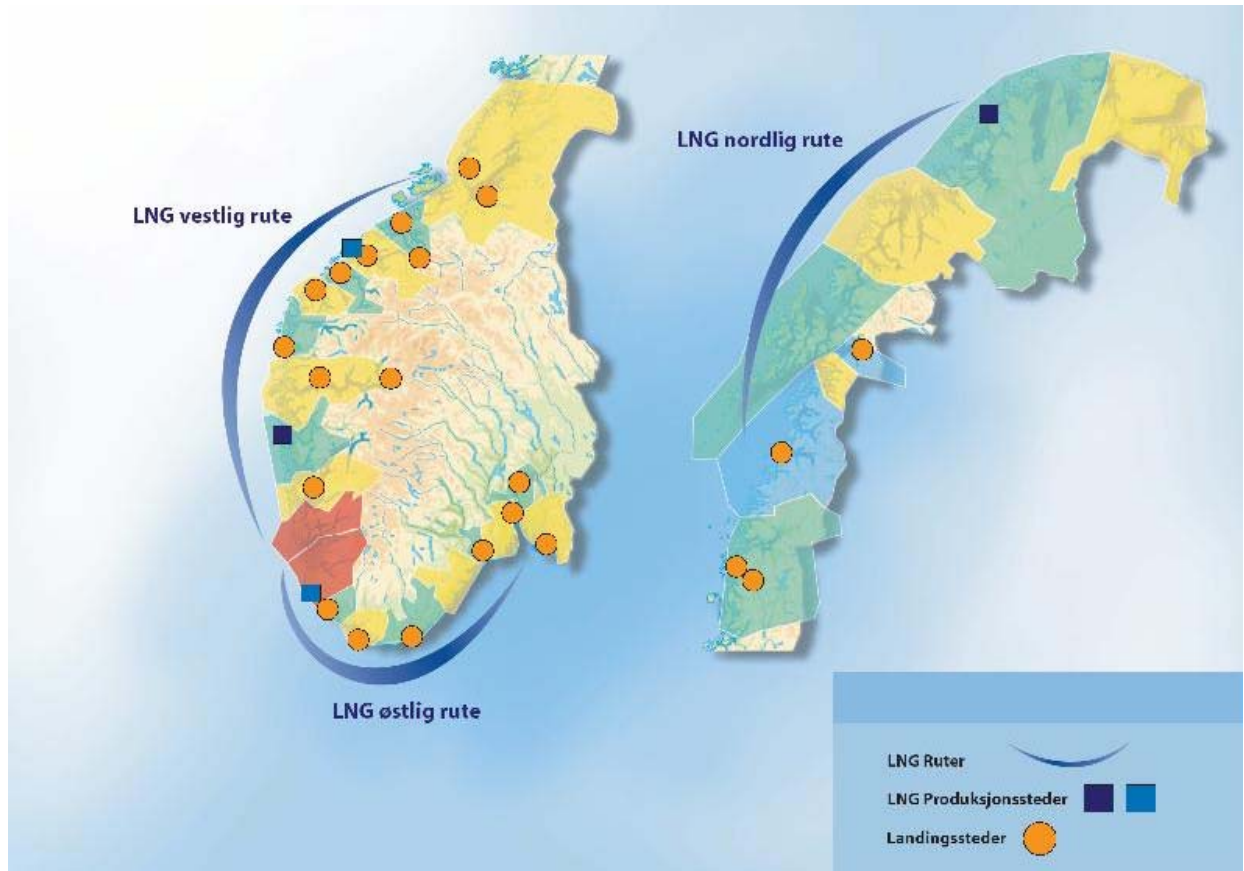 LNG nordlig rute
LNG vestlig rute
LNG østlig rute
LNG Ruter
LNG Produksjonssteder
Landingssteder